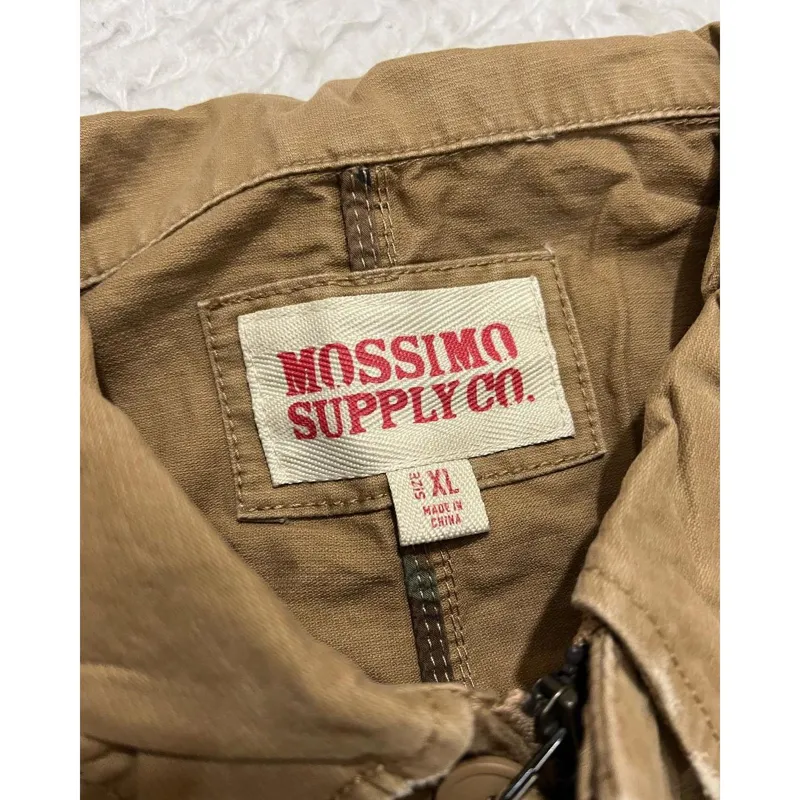 MOSSIMO
SUPPLY CO.
SIZE XL
MADE IN
CHINA